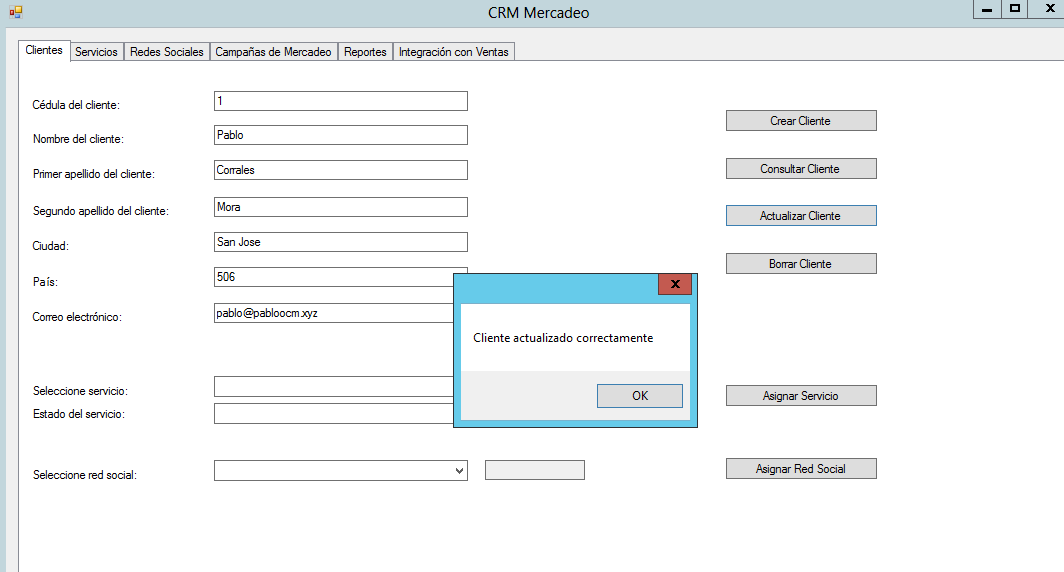 CRM Mercadeo
Clientes Servicios Redes Sociales Campañas de Mercadeo Reportes Integración con Ventas
Cédula del cliente: 1
Crear Cliente
Nombre del cliente: Pablo
Primer apellido del cliente: Corrales
Consultar Cliente
Segundo apellido del cliente: Mora
Actualizar Cliente
Ciudad: San Jose
Borrar Cliente
País: 506
Correo electrónico: pablo@pabloocm.xyz
X
Cliente actualizado correctamente
OK
Seleccione servicio:
Asignar Servicio
Estado del servicio:
Seleccione red social:
Asignar Red Social